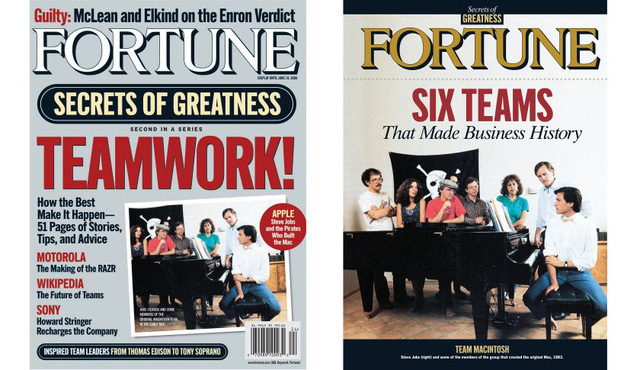 Guilty: McLean and Elkind on the Enron Verdict
FORTUNE
SECRETS OF GREATNESS
SECOND IN A SERIES
TEAMWORK!
How the Best
Make It Happen—
51 Pages of Stories,
Tips, and Advice
MOTOROLA
The Making of the RAZR
WIKIPEDIA
The Future of Teams
SONY
Howard Stringer
Recharges the Company
APPLE
Steve Jobs
and the Pirates
Who Built
the Mac
INSPIRED TEAM LEADERS FROM THOMAS EDISON TO TONY SOPRANO
Secrets of
GREATNESS
FORTUNE
SIX TEAMS
That Made Business History
TEAM MACINTOSH
Steve Jobs (right) and some of the members of the group that created the original Mac, 1983.